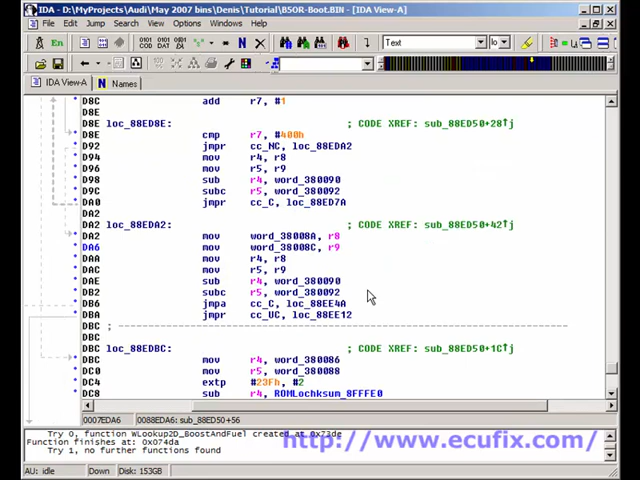 IDA - D:\MyProjects\Audi\May 2007 bins\Denis\Tutorial\B5OR-Boot.BIN - [IDA View-A]
File Edit Jump Search View Options Windows Help
En Text lo
IDA View-A N Names
D8C add r7, #1
D8E
D8E loc_88ED8E: ; CODE XREF: sub_88ED50+28↑j
D8E cmp r7, #400h
D92 jmpr cc_NC, loc_88EDA2
D94 mov r4, r8
D96 mov r5, r9
D98 sub r4, word_380090
D9C subc r5, word_380092
DA0 jmpr cc_C, loc_88ED7A
DA2
DA2 loc_88EDA2: ; CODE XREF: sub_88ED50+42↑j
DA2 mov word_38008A, r8
DA6 mov word_38008C, r9
DAA mov r4, r8
DAC mov r5, r9
DAE sub r4, word_380090
DB2 subc r5, word_380092
DB6 jmpa cc_C, loc_88EE4A
DBA jmpr cc_UC, loc_88EE12
DBC ; ---------------------------------------------------------------------------
DBC loc_88EDBC: ; CODE XREF: sub_88ED50+1C↑j
DBC mov r4, word_380086
DC0 mov r5, word_380088
DC4 extp #23Fh, #2
DC8 sub r4, ROMLochksum_8FFFE0
0007EDA6 0088EDA6: sub_88ED50+56
Try 0, function WLookup2D_BoostAndFuel created at 0x73de
Function finishes at: 0x074da
Try 1, no further functions found
http://www.ecufix.com/
AU: idle Down Disk: 153GB